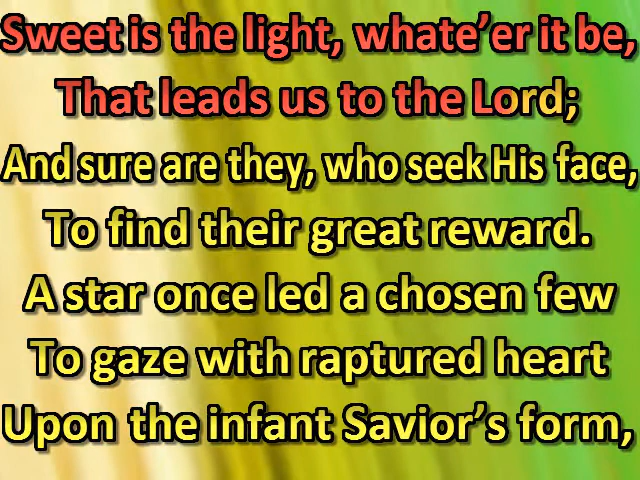 Sweet is the light, whate’er it be,
That leads us to the Lord;
And sure are they, who seek His face,
To find their great reward.
A star once led a chosen few
To gaze with raptured heart
Upon the infant Savior’s form,